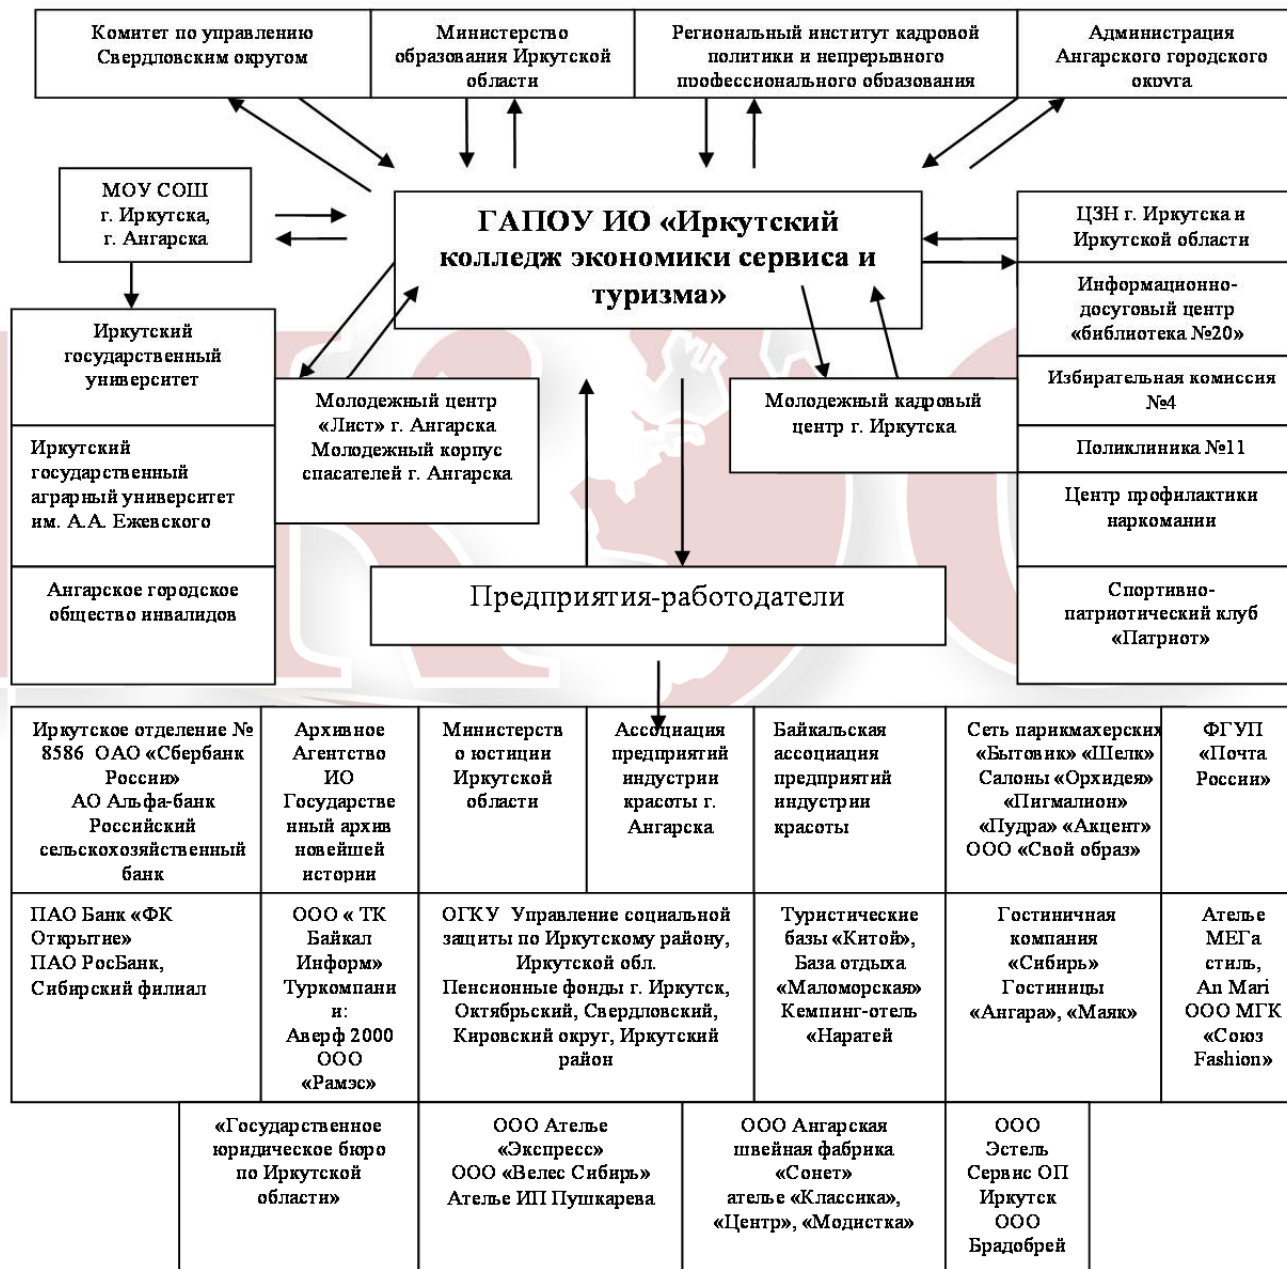 Комитет по управлению
Свердловским округом
Министерство
образования Иркутской
области
Региональный институт кадровой
политики и непрерывного
профессионального образования
Администрация
Ангарского городского
округа
МОУ СОШ
г. Иркутска,
г. Ангарска
ГАПОУ ИО «Иркутский
колледж экономики сервиса и
туризма»
ЦЗН г. Иркутска и
Иркутской области
Информационно-
досуговый центр
«библиотека №20»
Избирательная комиссия
№4
Поликлиника №11
Центр профилактики
наркомании
Спортивно-
патриотический клуб
«Патриот»
Иркутский
государственный
университет
Иркутский
государственный
аграрный университет
им. А.А. Ежевского
Ангарское городское
общество инвалидов
Молодежный центр
«Лист» г. Ангарска
Молодежный корпус
спасателей г. Ангарска
Молодежный кадровый
центр г. Иркутска
Предприятия-работодатели
Иркутское отделение №
8586 ОАО «Сбербанк
России»
АО Альфа-банк
Российский
сельскохозяйственный
банк
Архивное
Агентство
ИО
Государстве
нный архив
новейшей
истории
Министерств
о юстиции
Иркутской
области
Ассоциация
предприятий
индустрии
красоты г.
Ангарска
Байкальская
ассоциация
предприятий
индустрии
красоты
Сеть парикмахерских
«Бытовик» «Шелк»
Салоны «Орхидея»
«Пигмалион»
«Пудра» «Акцент»
ООО «Свой образ»
ФГУП
«Почта
России»
ПАО Банк «ФК
Открытие»
ПАО РосБанк,
Сибирский филиал
ООО « ТК
Байкал
Информ»
Туркомпани
и:
Аверф 2000
ООО
«Рамэс»
ОГКУ Управление социальной
защиты по Иркутскому району,
Иркутской обл.
Пенсионные фонды г. Иркутск,
Октябрьский, Свердловский,
Кировский округ, Иркутский
район
Туристические
базы «Китой»,
База отдыха
«Маломорская»
Кемпинг-отель
«Наратей
Гостиничная
компания
«Сибирь»
Гостиницы
«Ангара», «Маяк»
Ателье
МЕГа
стиль,
An Mari
ООО МГК
«Союз
Fashion»
«Государственное
юридическое бюро
по Иркутской
области»
ООО Ателье
«Экспресс»
ООО «Велес Сибирь»
Ателье ИП Пушкарева
ООО Ангарская
швейная фабрика
«Сонет»
ателье «Классика»,
«Центр», «Модистка»
ООО
Эстель
Сервис ОП
Иркутск
ООО
Брадобрей